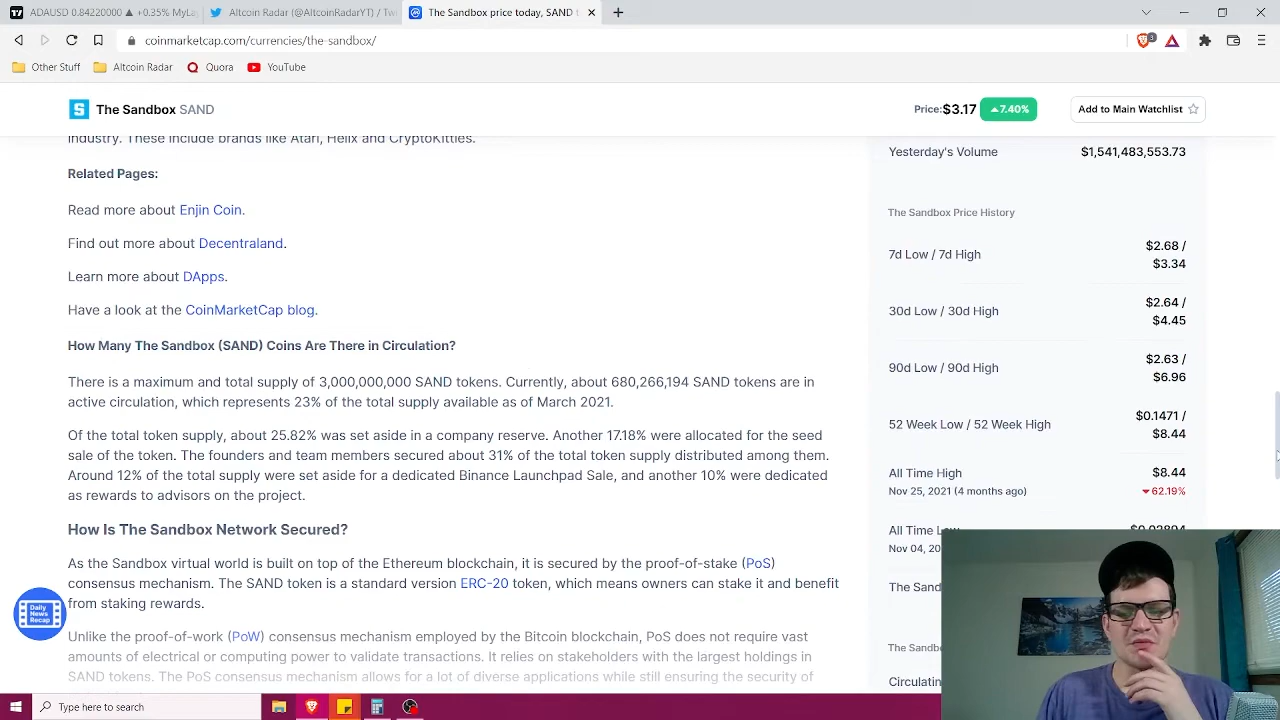 ADAUSD 0.84220000 ▲ +0.35% MyLa
Altcoin Radar (@AltcoinRadarYT) / Tw
The Sandbox price today, SAND t
coinmarketcap.com/currencies/the-sandbox/
3
Other Stuff
Altcoin Radar
Quora
YouTube
The Sandbox SAND
Price:$3.17
7.40%
Add to Main Watchlist
industry. These include brands like Atari, Helix and CryptoKitties.
Related Pages:
Read more about Enjin Coin.
Find out more about Decentraland.
Learn more about DApps.
Have a look at the CoinMarketCap blog.
How Many The Sandbox (SAND) Coins Are There in Circulation?
There is a maximum and total supply of 3,000,000,000 SAND tokens. Currently, about 680,266,194 SAND tokens are in
active circulation, which represents 23% of the total supply available as of March 2021.
Of the total token supply, about 25.82% was set aside in a company reserve. Another 17.18% were allocated for the seed
sale of the token. The founders and team members secured about 31% of the total token supply distributed among them.
Around 12% of the total supply were set aside for a dedicated Binance Launchpad Sale, and another 10% were dedicated
as rewards to advisors on the project.
How Is The Sandbox Network Secured?
As the Sandbox virtual world is built on top of the Ethereum blockchain, it is secured by the proof-of-stake (PoS)
consensus mechanism. The SAND token is a standard version ERC-20 token, which means owners can stake it and benefit
from staking rewards.
Unlike the proof-of-work (PoW) consensus mechanism employed by the Bitcoin blockchain, PoS does not require vast
amounts of electrical or computing power to validate transactions. It relies on stakeholders with the largest holdings in
SAND tokens. The PoS consensus mechanism allows for a lot of diverse applications while still ensuring the security of
Yesterday's Volume
$1,541,483,553.73
The Sandbox Price History
7d Low / 7d High
$2.68 /
$3.34
30d Low / 30d High
$2.64 /
$4.45
90d Low / 90d High
$2.63 /
$6.96
52 Week Low / 52 Week High
$0.1471 /
$8.44
All Time High
$8.44
Nov 25, 2021 (4 months ago)
62.19%
All Time Low
Nov 04, 20
The Sand
The Sandbo
Circulating
Daily
News
Recap
Type here to search